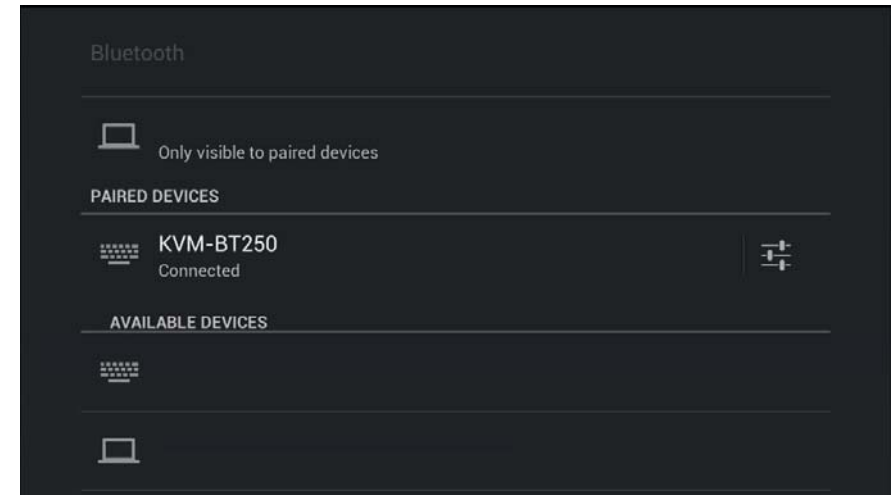 Bluetooth
Only visible to paired devices
PAIRED DEVICES
KVM-BT250
Connected
AVAILABLE DEVICES